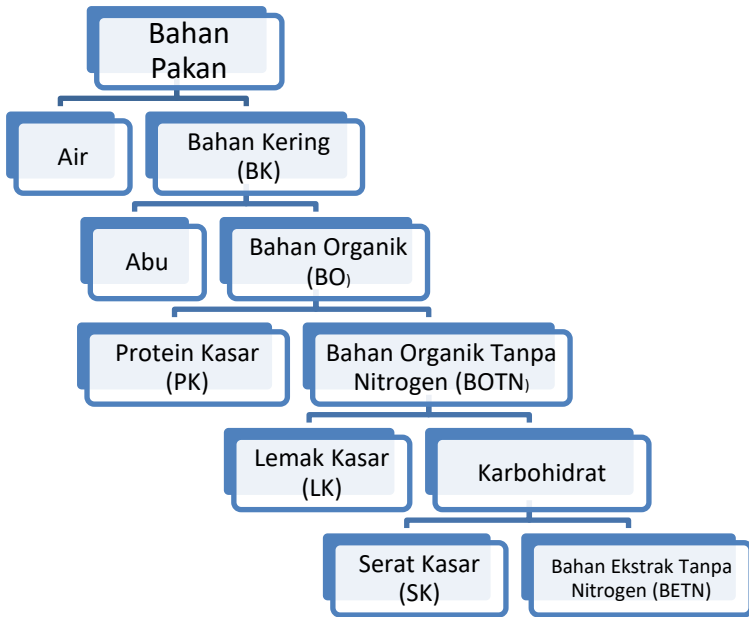 Bahan
Pakan
Air
Bahan Kering
(BK)
Abu
Bahan Organik
(BO)
Protein Kasar
(PK)
Bahan Organik Tanpa
Nitrogen (BOTN)
Lemak Kasar
(LK)
Karbohidrat
Serat Kasar
(SK)
Bahan Ekstrak Tanpa
Nitrogen (BETN)